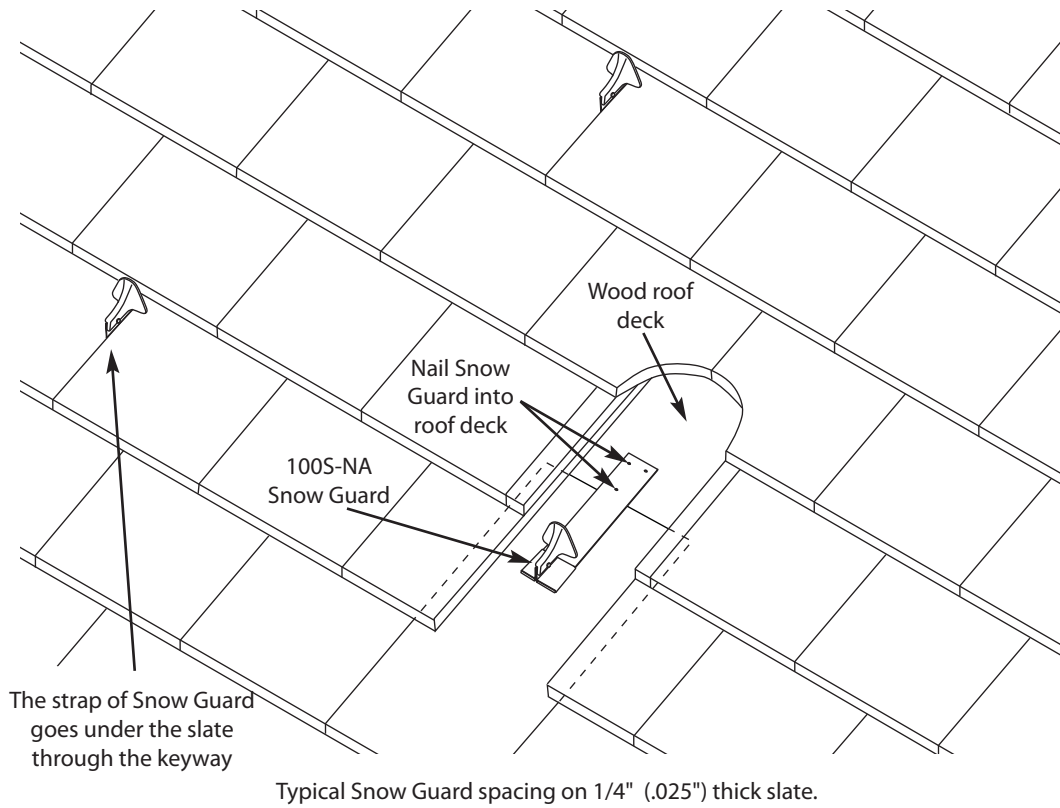 Wood roof
deck
Nail Snow
Guard into
roof deck
100S-NA
Snow Guard
The strap of Snow Guard
goes under the slate
through the keyway
Typical Snow Guard spacing on 1/4" (.025") thick slate.